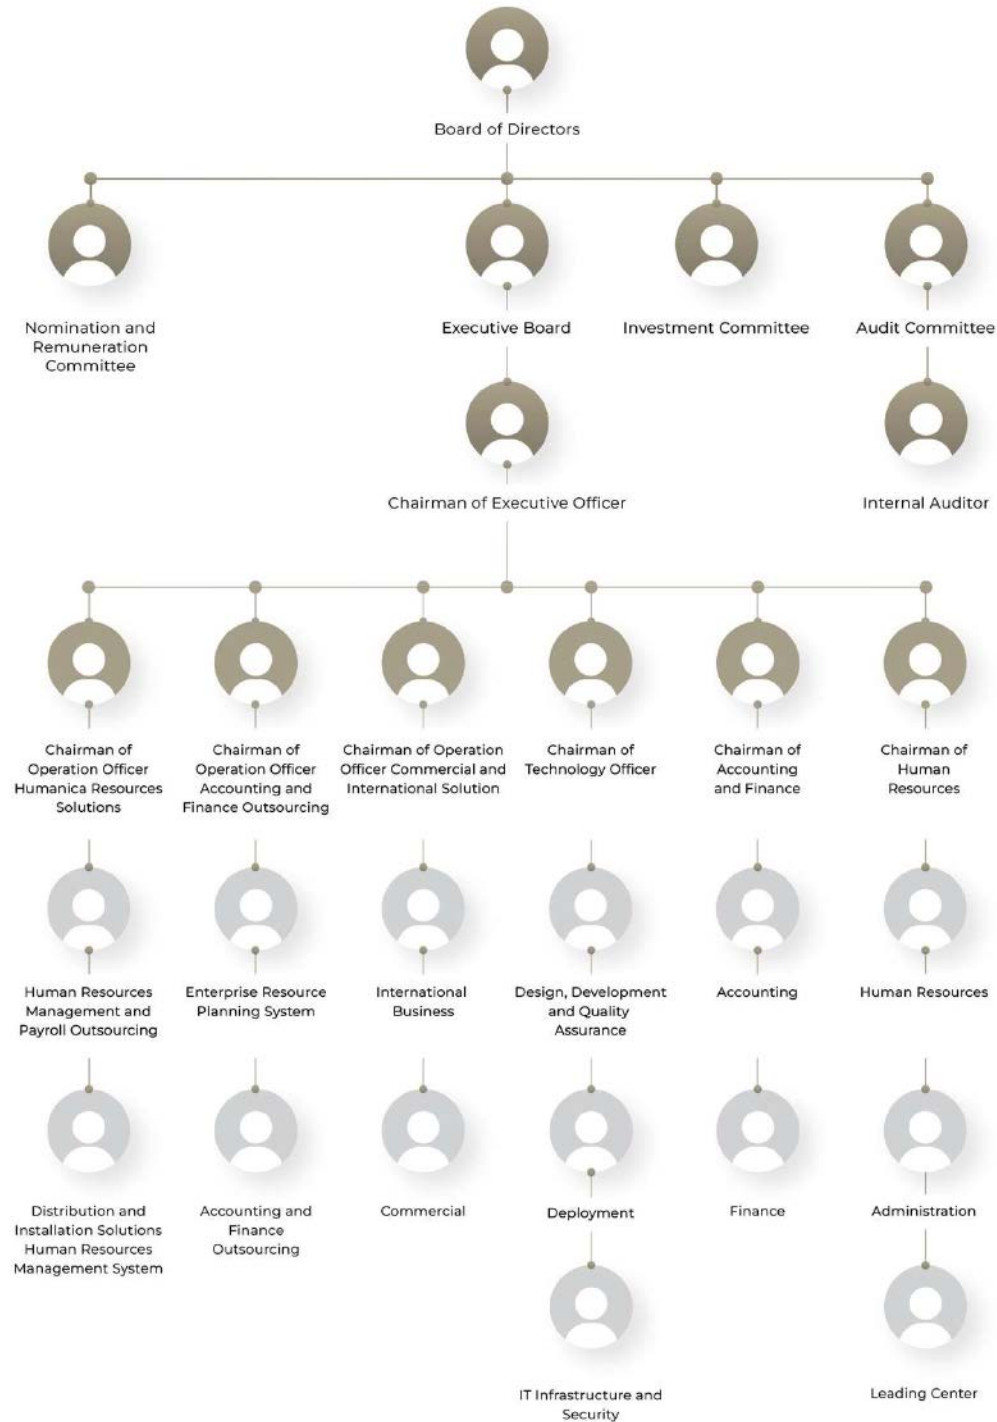 Board of Directors
Nomination and
Remuneration
Committee
Executive Board
Investment Committee
Audit Committee
Chairman of Executive Officer
Internal Auditor
Chairman of
Operation Officer
Humanica Resources
Solutions
Chairman of
Operation Officer
Accounting and
Finance Outsourcing
Chairman of Operation
Officer Commercial and
International Solution
Chairman of
Technology Officer
Chairman of
Accounting
and Finance
Chairman of
Human
Resources
Human Resources
Management and
Payroll Outsourcing
Enterprise Resource
Planning System
International
Business
Design, Development
and Quality
Assurance
Accounting
Human Resources
Distribution and
Installation Solutions
Human Resources
Management System
Accounting and
Finance
Outsourcing
Commercial
Deployment
Finance
Administration
IT Infrastructure and
Security
Leading Center